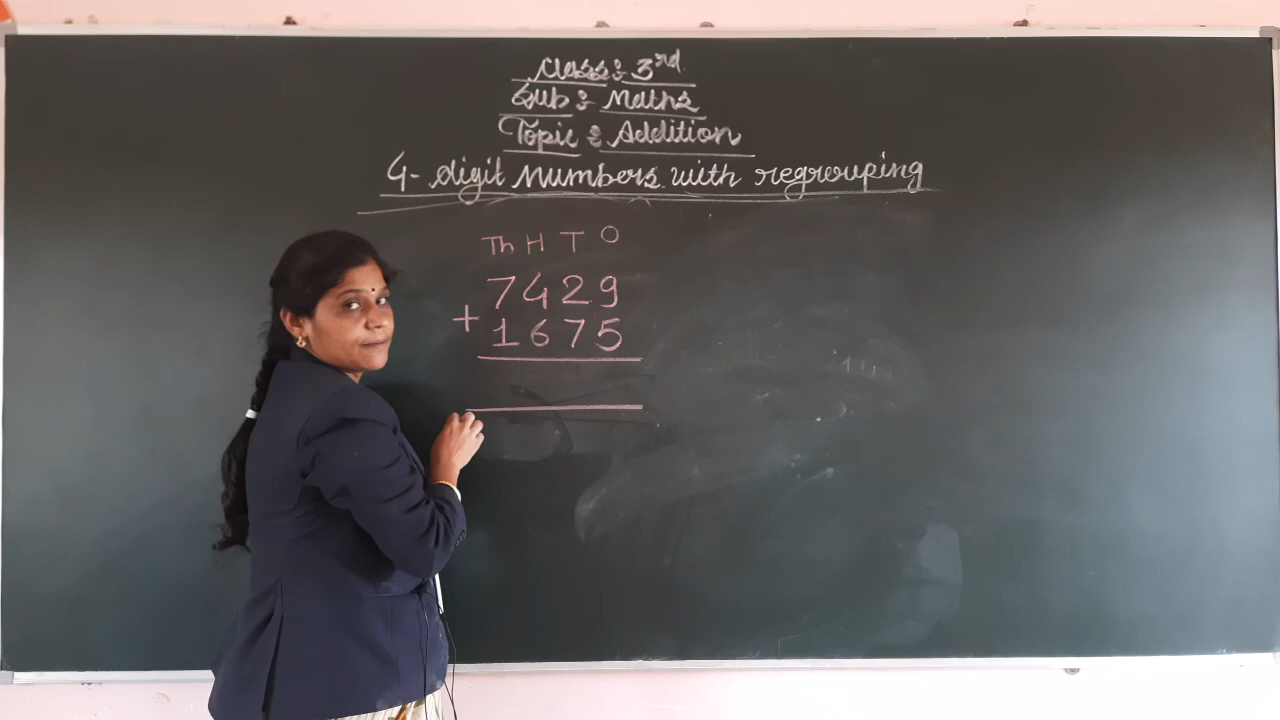 Class : 3rd
Sub : Maths
Topic : Addition
4- digit numbers with regrouping
Th H T O
7429
+ 1675